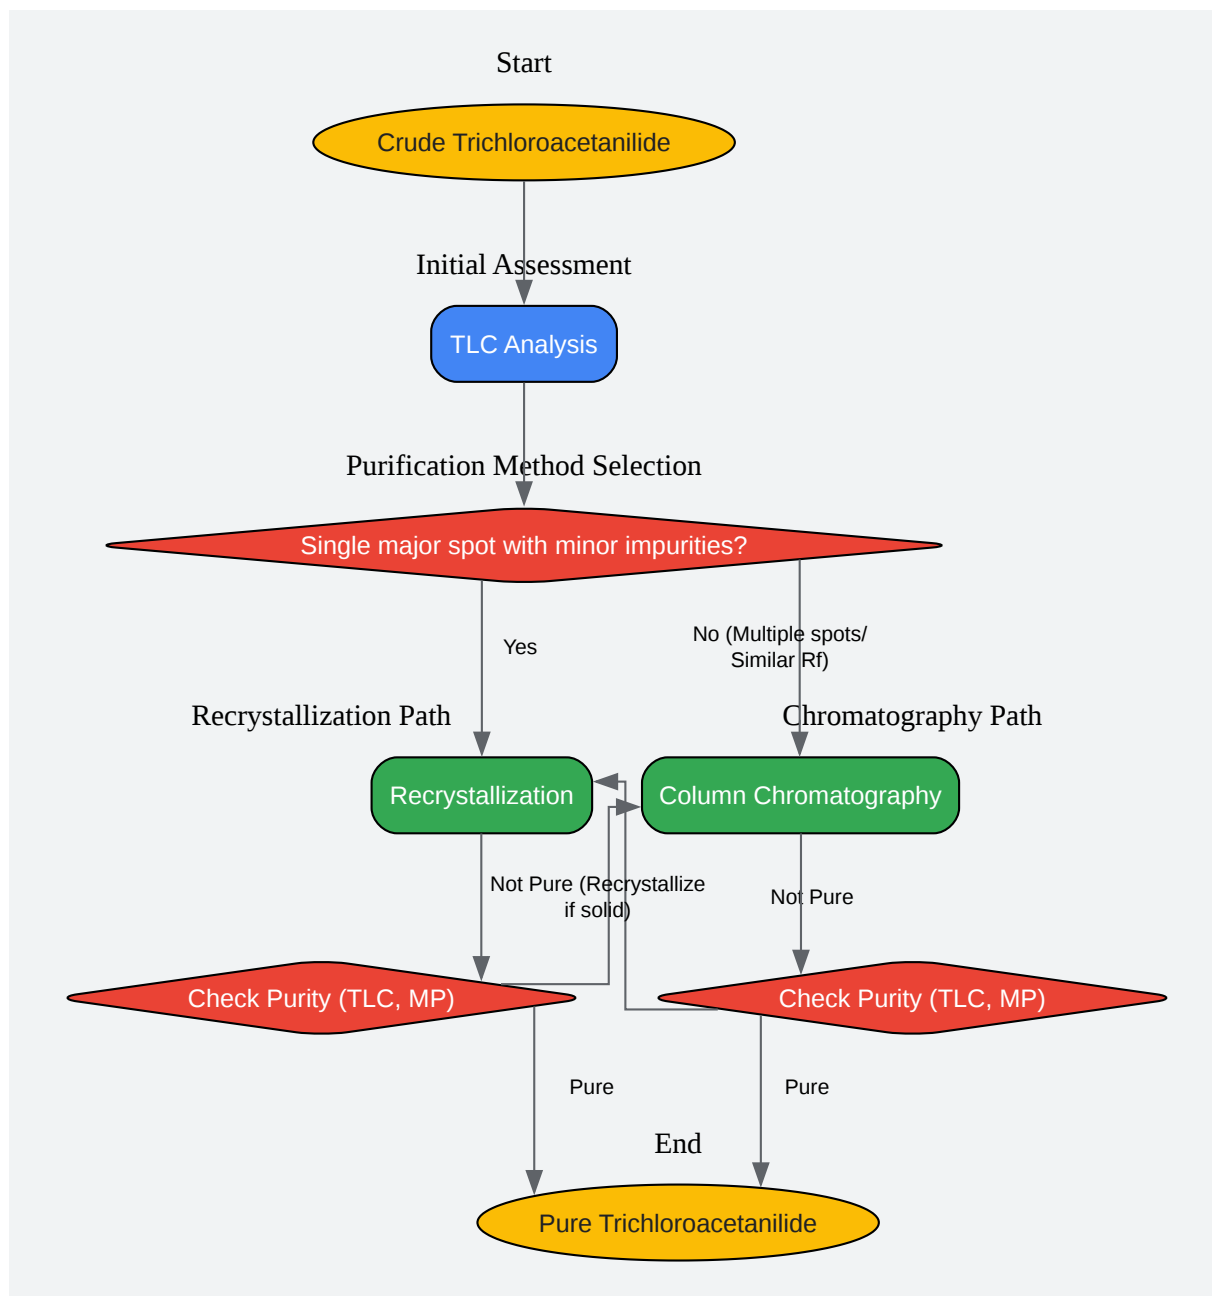 Start
Crude Trichloroacetanilide
Initial Assessment
TLC Analysis
Purification Method Selection
Single major spot with minor impurities?
Yes
No (Multiple spots/
Similar Rf)
Recrystallization Path
Chromatography Path
Recrystallization
Column Chromatography
Not Pure (Recrystallize
if solid)
Not Pure
Check Purity (TLC, MP)
Check Purity (TLC, MP)
Pure
Pure
End
Pure Trichloroacetanilide